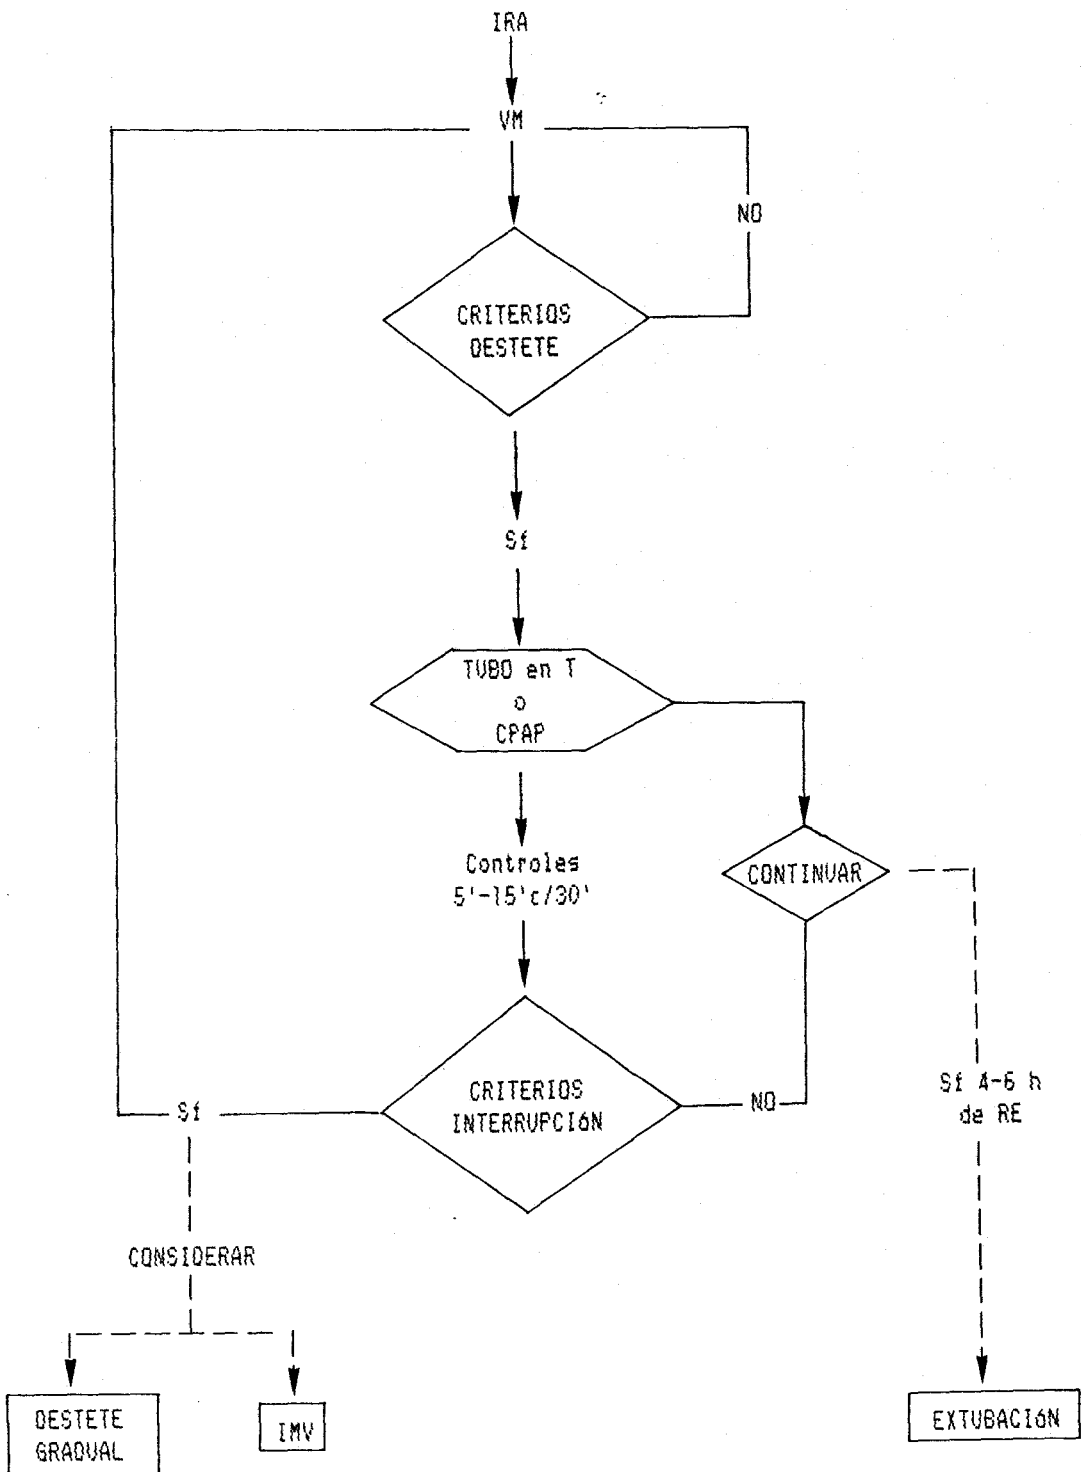 IRA
VM
NO
CRITERIOS
DESTETE
Sí
TUBO en T
o
CPAP
Controles
5'-15'c/30'
CONTINUAR
CRITERIOS
INTERRUPCIóN
NO
Sí
Sí 4-6 h
de RE
CONSIDERAR
DESTETE
GRADUAL
IMV
EXTUBACIóN